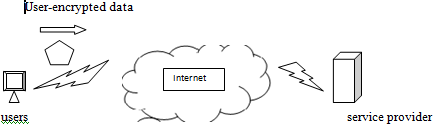 User-encrypted data
Internet
users
service provider